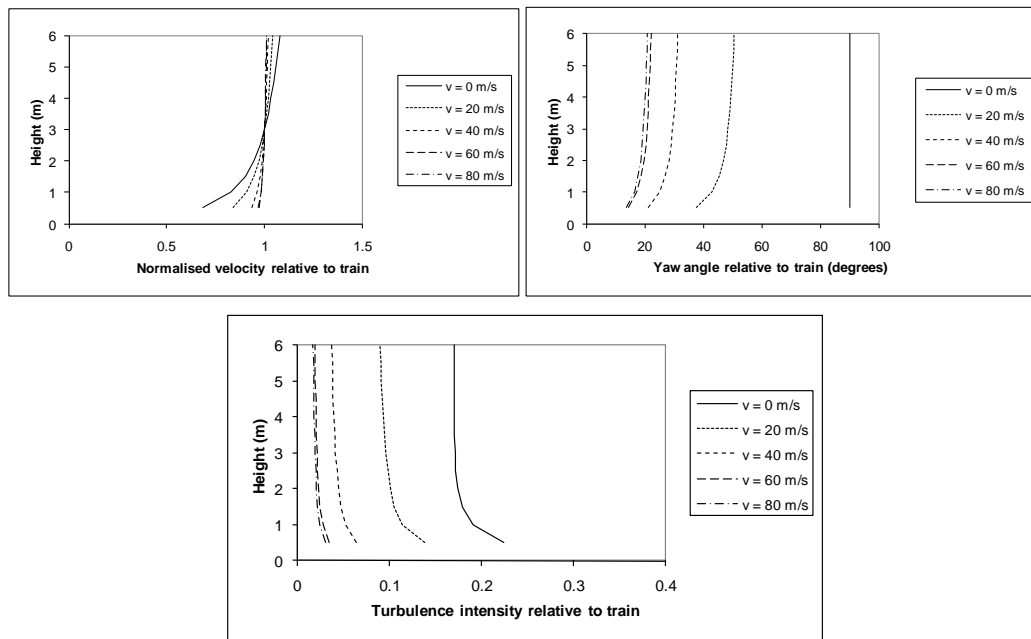 6
5
4
3
2
1
0
Height (m)
0
0.5
1
1.5
Normalised velocity relative to train
v = 0 m/s
v = 20 m/s
v = 40 m/s
v = 60 m/s
v = 80 m/s
6
5
4
3
2
1
0
Height (m)
0
20
40
60
80
100
Yaw angle relative to train (degrees)
v = 0 m/s
v = 20 m/s
v = 40 m/s
v = 60 m/s
v = 80 m/s
6
5
4
3
2
1
0
Height (m)
0
0.1
0.2
0.3
0.4
Turbulence intensity relative to train
v = 0 m/s
v = 20 m/s
v = 40 m/s
v = 60 m/s
v = 80 m/s